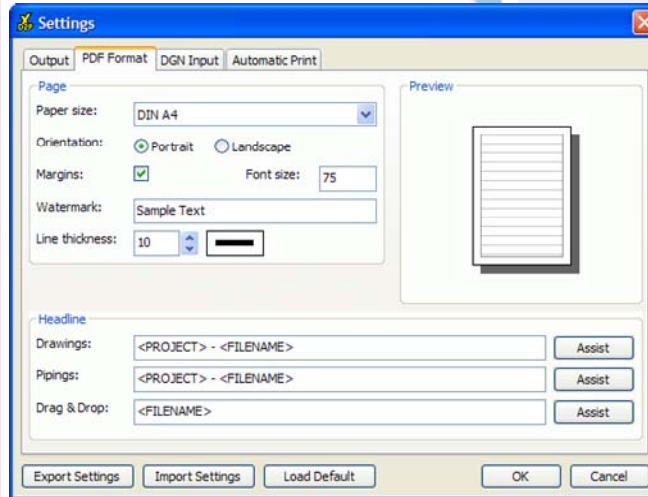 Settings
Output PDF Format DGN Input Automatic Print
Page
Paper size: DIN A4
Orientation: Portrait Landscape
Margins: Font size: 75
Watermark: Sample Text
Line thickness: 10
Preview
Headline
Drawings: <PROJECT> - <FILENAME> Assist
Pipings: <PROJECT> - <FILENAME> Assist
Drag & Drop: <FILENAME> Assist
Export Settings Import Settings Load Default OK Cancel